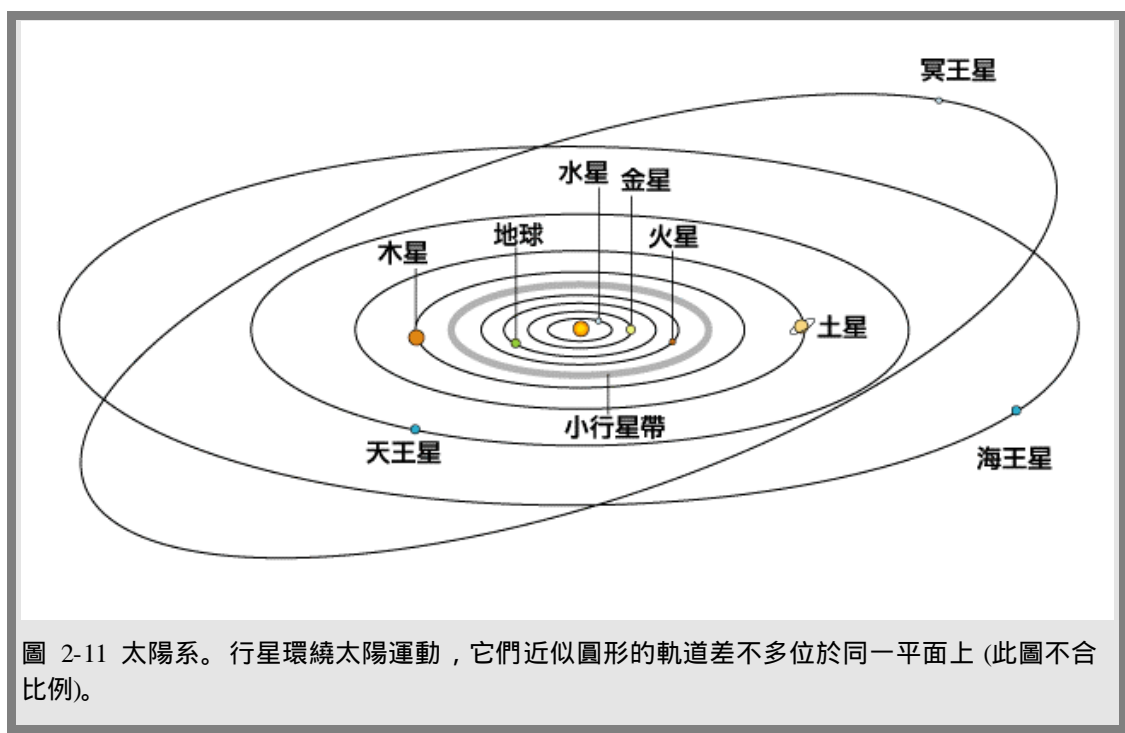 冥王星
水星 金星
木星 地球 火星
土星
小行星帶
天王星
海王星
圖 2-11 太陽系。行星環繞太陽運動，它們近似圓形的軌道差不多位於同一平面上 (此圖不合
比例)。